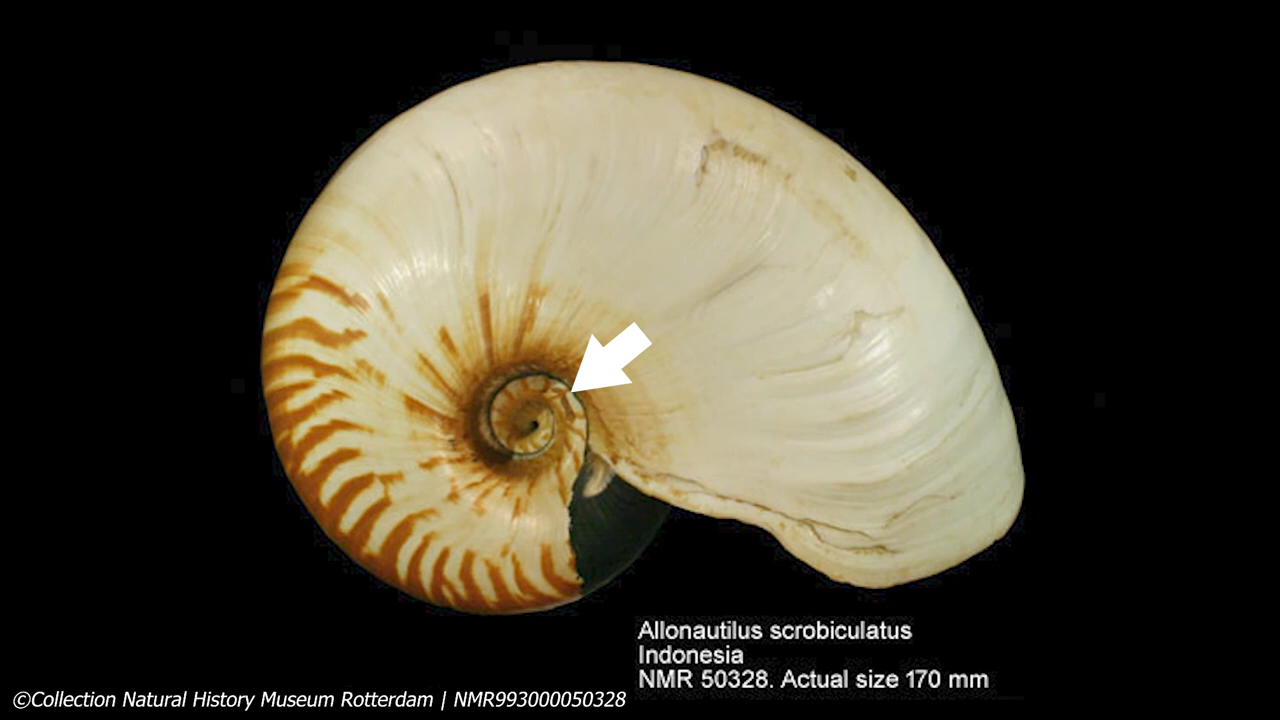 Allonautilus scrobiculatus
Indonesia
NMR 50328. Actual size 170 mm
©Collection Natural History Museum Rotterdam | NMR993000050328